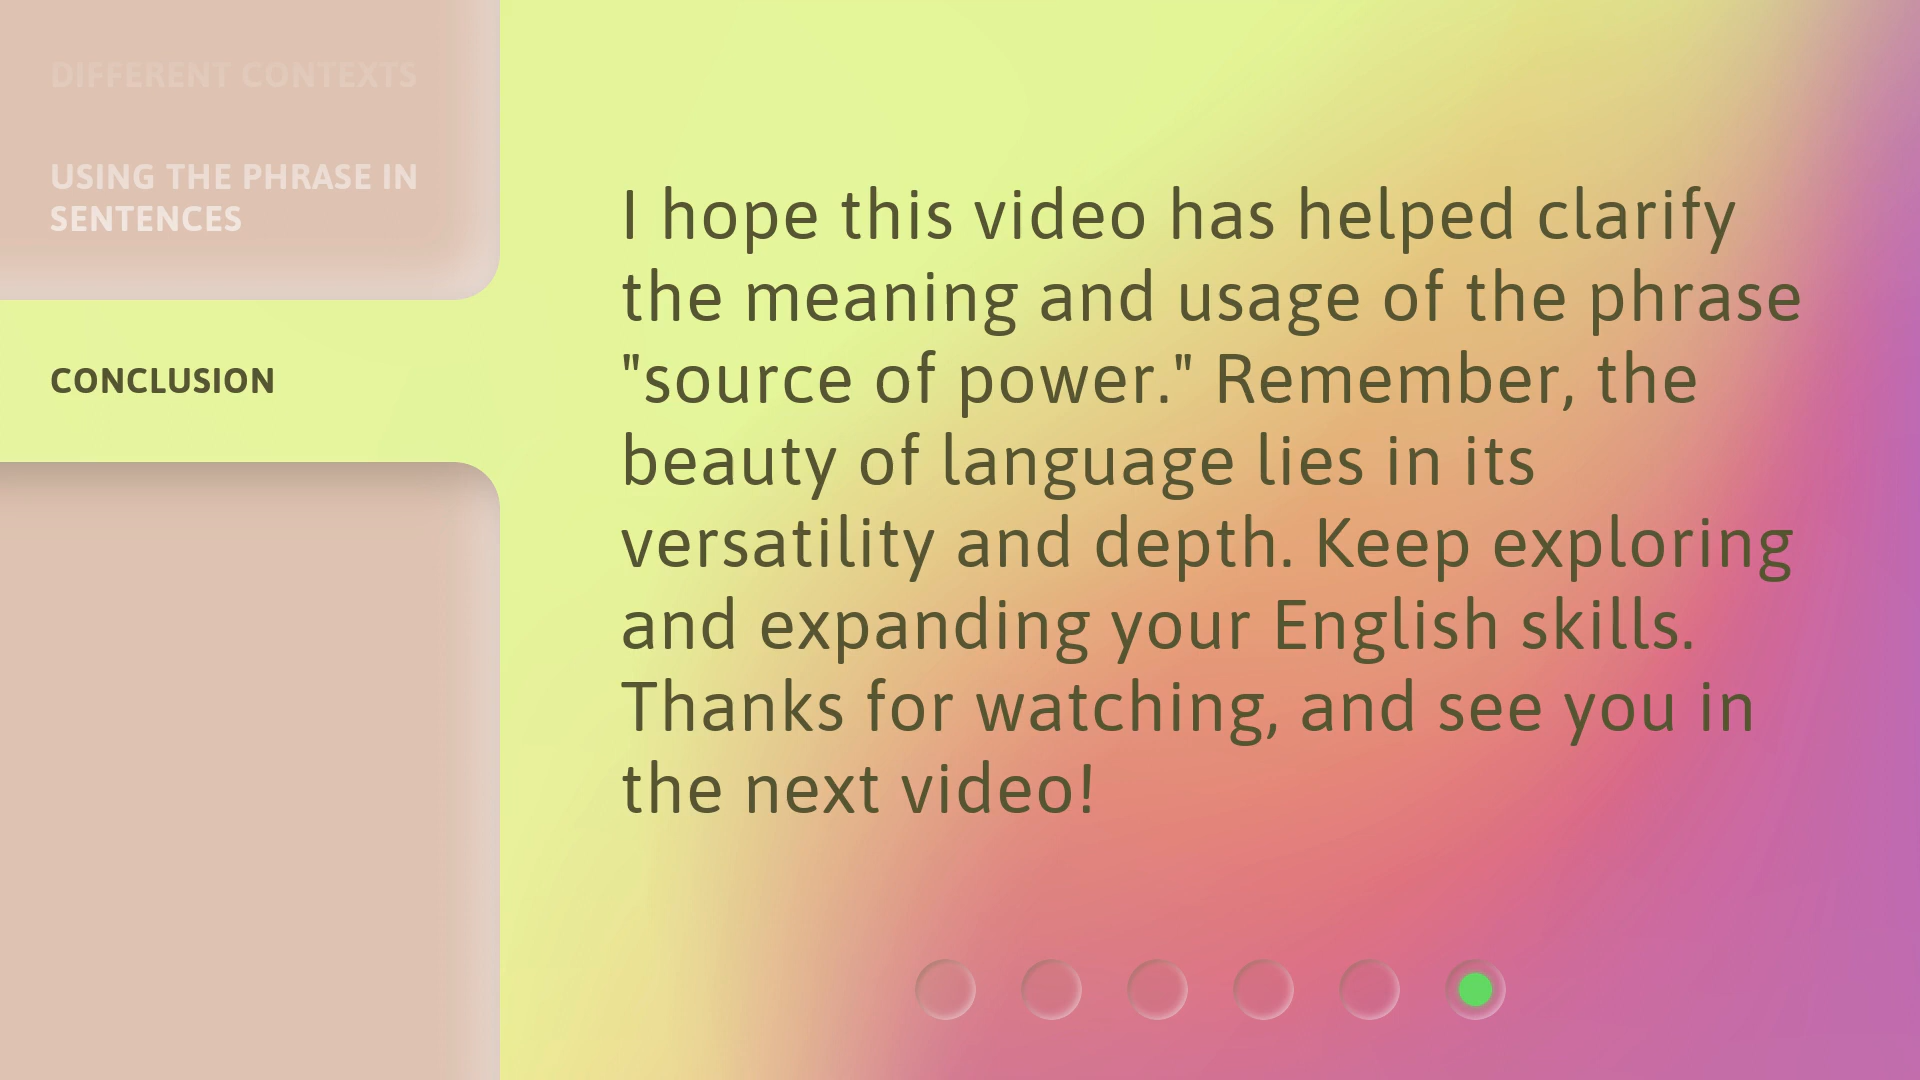 DIFFERENT CONTEXTS
USING THE PHRASE IN
SENTENCES
CONCLUSION
I hope this video has helped clarify
the meaning and usage of the phrase
"source of power." Remember, the
beauty of language lies in its
versatility and depth. Keep exploring
and expanding your English skills.
Thanks for watching, and see you in
the next video!